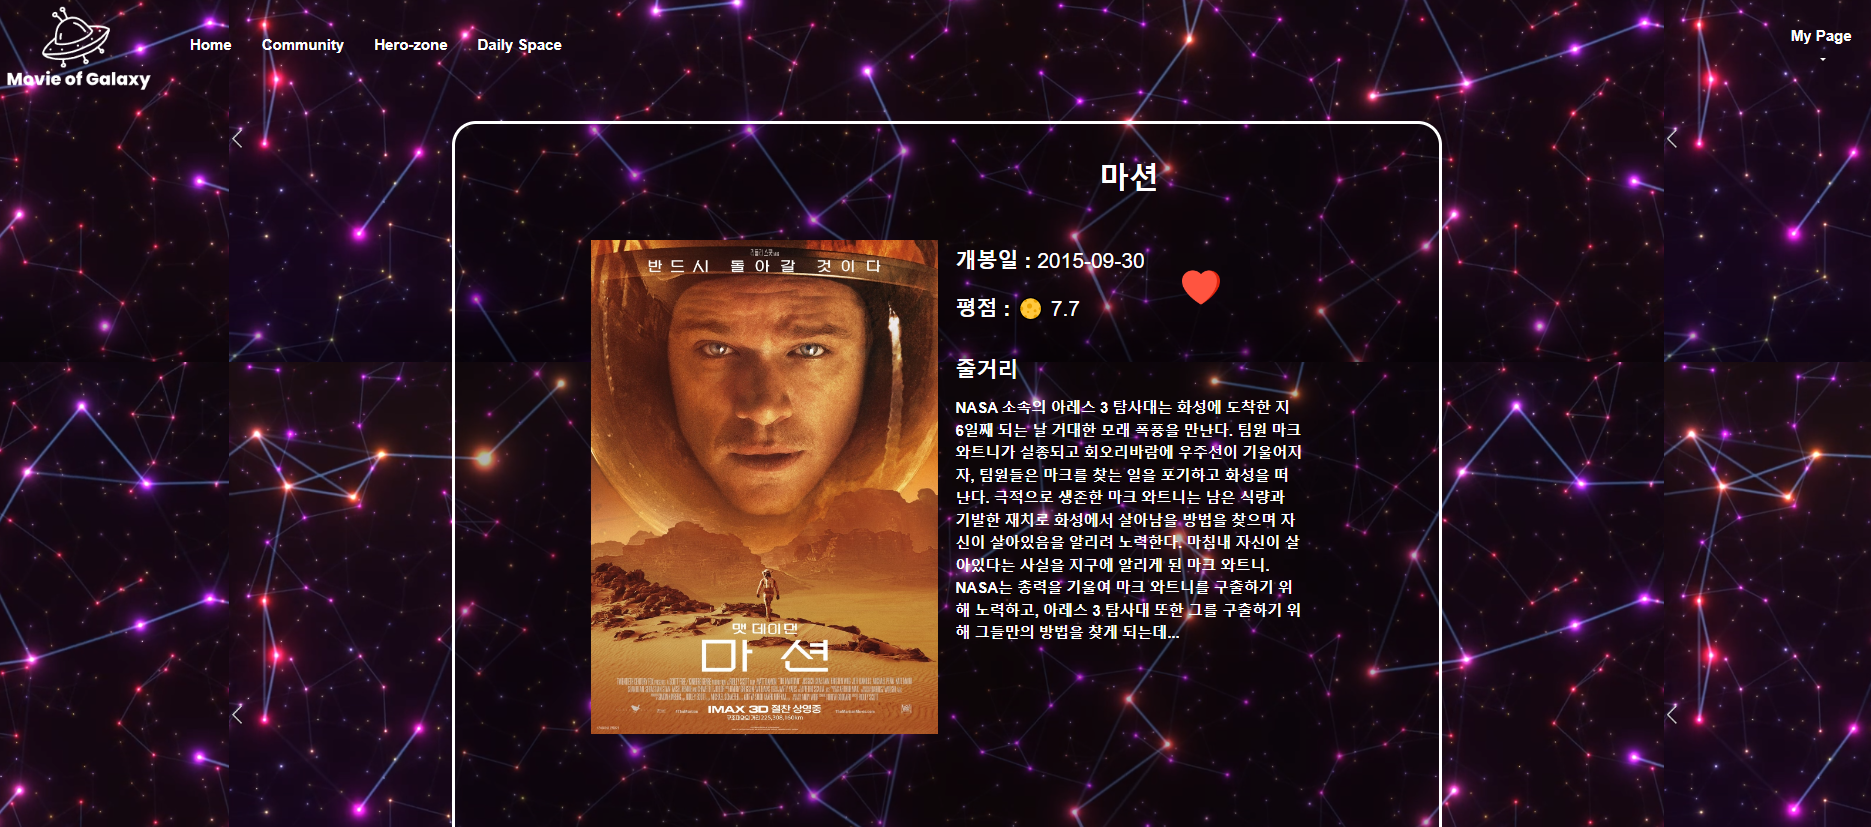 Movie of Galaxy
Home
Community
Hero-zone
Daily Space
My Page
마션
반드시 돌아갈 것이다
맷 데이먼
마션
IMAX 3D 절찬 상영중
개봉일 : 2015-09-30
평점 : 7.7
줄거리
NASA 소속의 아레스 3 탐사대는 화성에 도착한 지
6일째 되는 날 거대한 모래 폭풍을 만난다. 팀원 마크
와트니가 실종되고 회오리바람에 우주선이 기울어지
자, 팀원들은 마크를 찾는 일을 포기하고 화성을 떠
난다. 극적으로 생존한 마크 와트니는 남은 식량과
기발한 재치로 화성에서 살아남을 방법을 찾으며 자
신이 살아있음을 알리려 노력한다. 마침내 자신이 살
아있다는 사실을 지구에 알리게 된 마크 와트니.
NASA는 총력을 기울여 마크 와트니를 구출하기 위
해 노력하고, 아레스 3 탐사대 또한 그를 구출하기 위
해 그들만의 방법을 찾게 되는데...